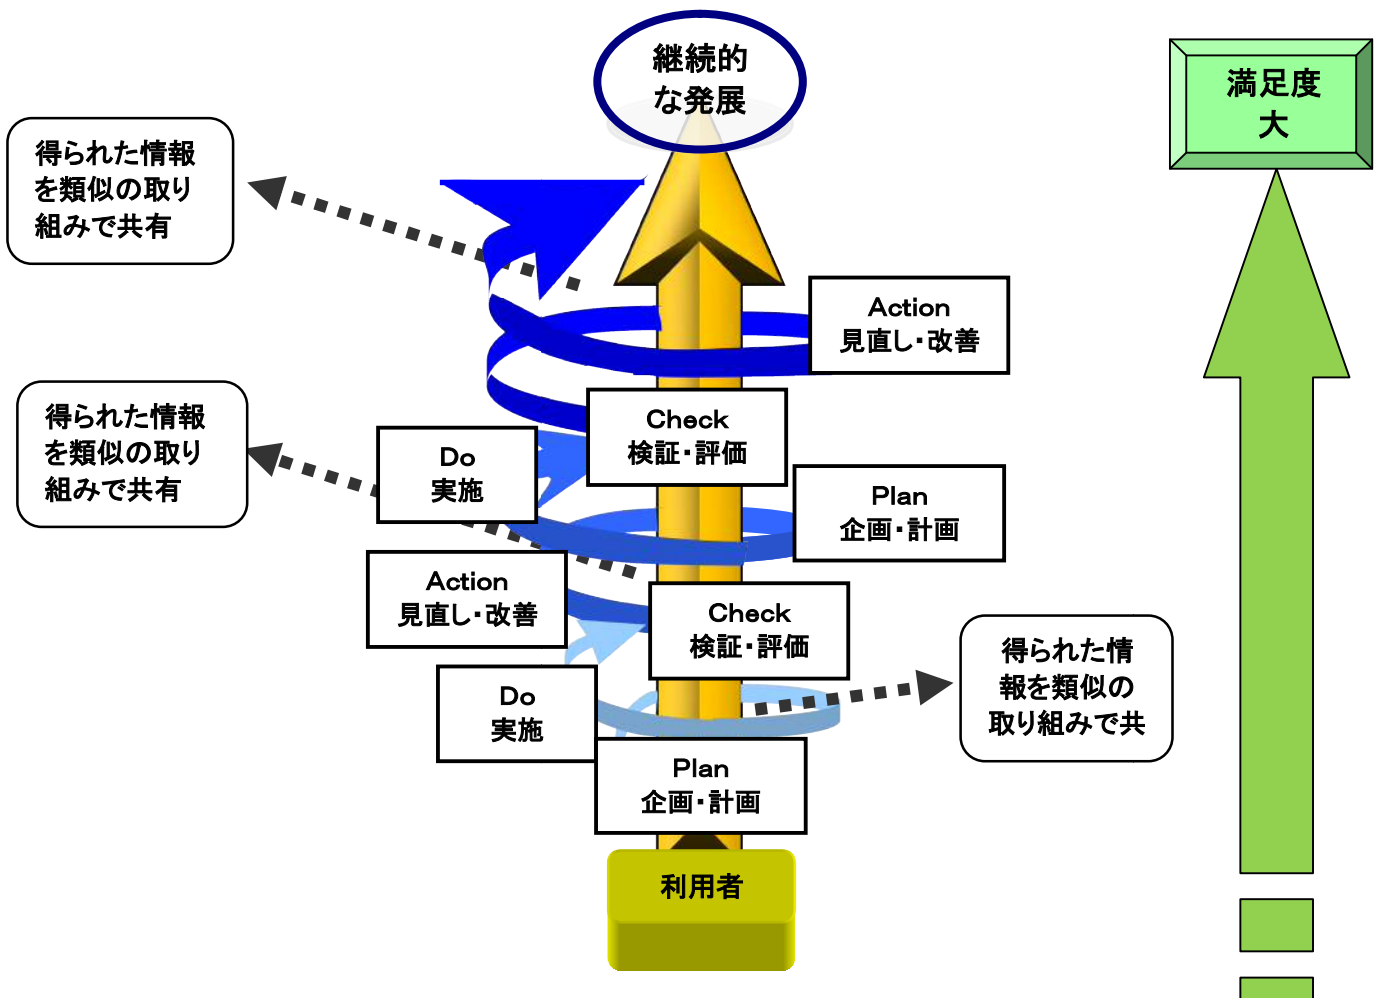 継続的
な発展
満足度
大
得られた情報
を類似の取り
組みで共有
Action
見直し・改善
得られた情報
を類似の取り
組みで共有
Check
検証・評価
Do
実施
Plan
企画・計画
Action
見直し・改善
Check
検証・評価
得られた情
報を類似の
取り組みで共
Do
実施
Plan
企画・計画
利用者